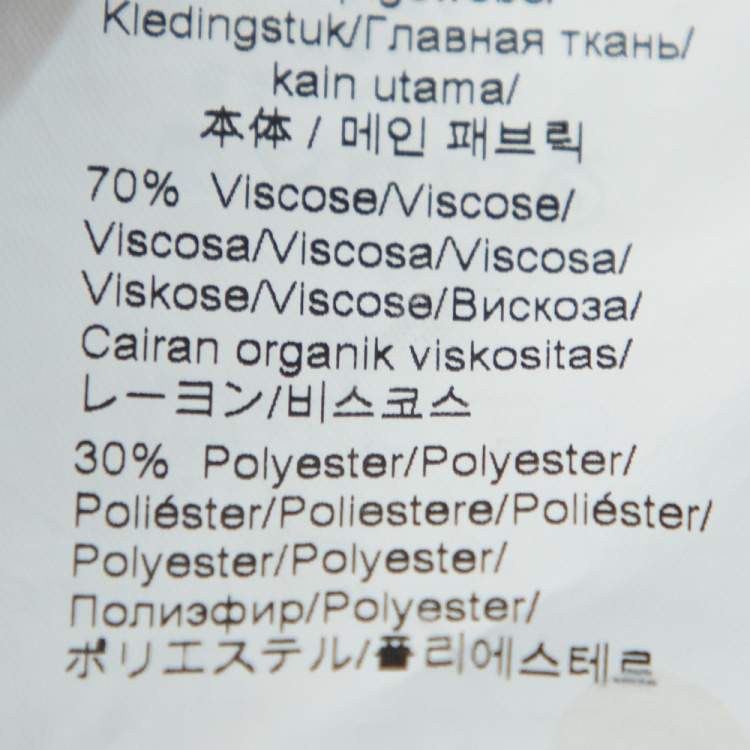 Kledingstuk/Главная ткань/
kain utama/
本体 / 메인 패브릭
70% Viscose/Viscose/
Viscosa/Viscosa/Viscosa/
Viskose/Viscose/Вискоза/
Cairan organik viskositas/
レーヨン/비스코스
30% Polyester/Polyester/
Poliéster/Poliestere/Poliéster/
Polyester/Polyester/
Полиэфир/Polyester/
ポリエステル/폴리에스테르